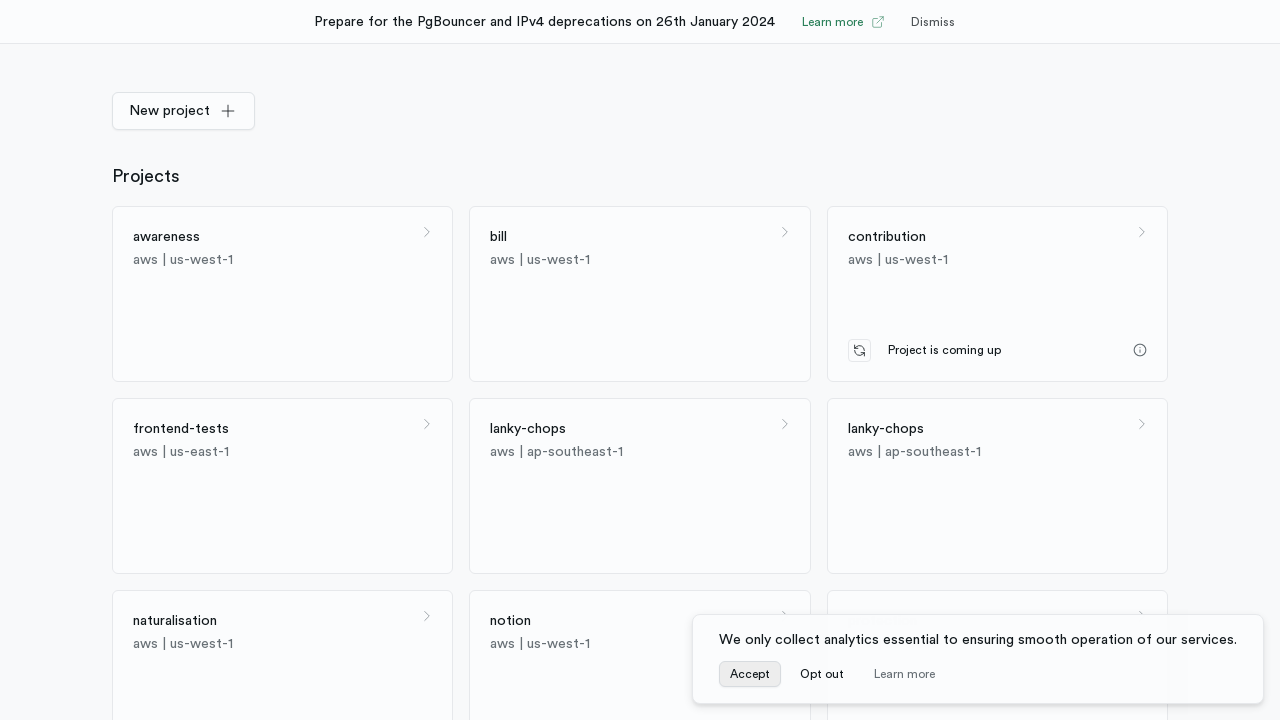 Prepare for the PgBouncer and IPv4 deprecations on 26th January 2024 Learn more Dismiss
New project
Projects
awareness
aws | us-west-1
bill
aws | us-west-1
contribution
aws | us-west-1
Project is coming up
frontend-tests
aws | us-east-1
lanky-chops
aws | ap-southeast-1
lanky-chops
aws | ap-southeast-1
naturalisation
aws | us-west-1
notion
aws | us-west-1
We only collect analytics essential to ensuring smooth operation of our services.
Accept Opt out Learn more